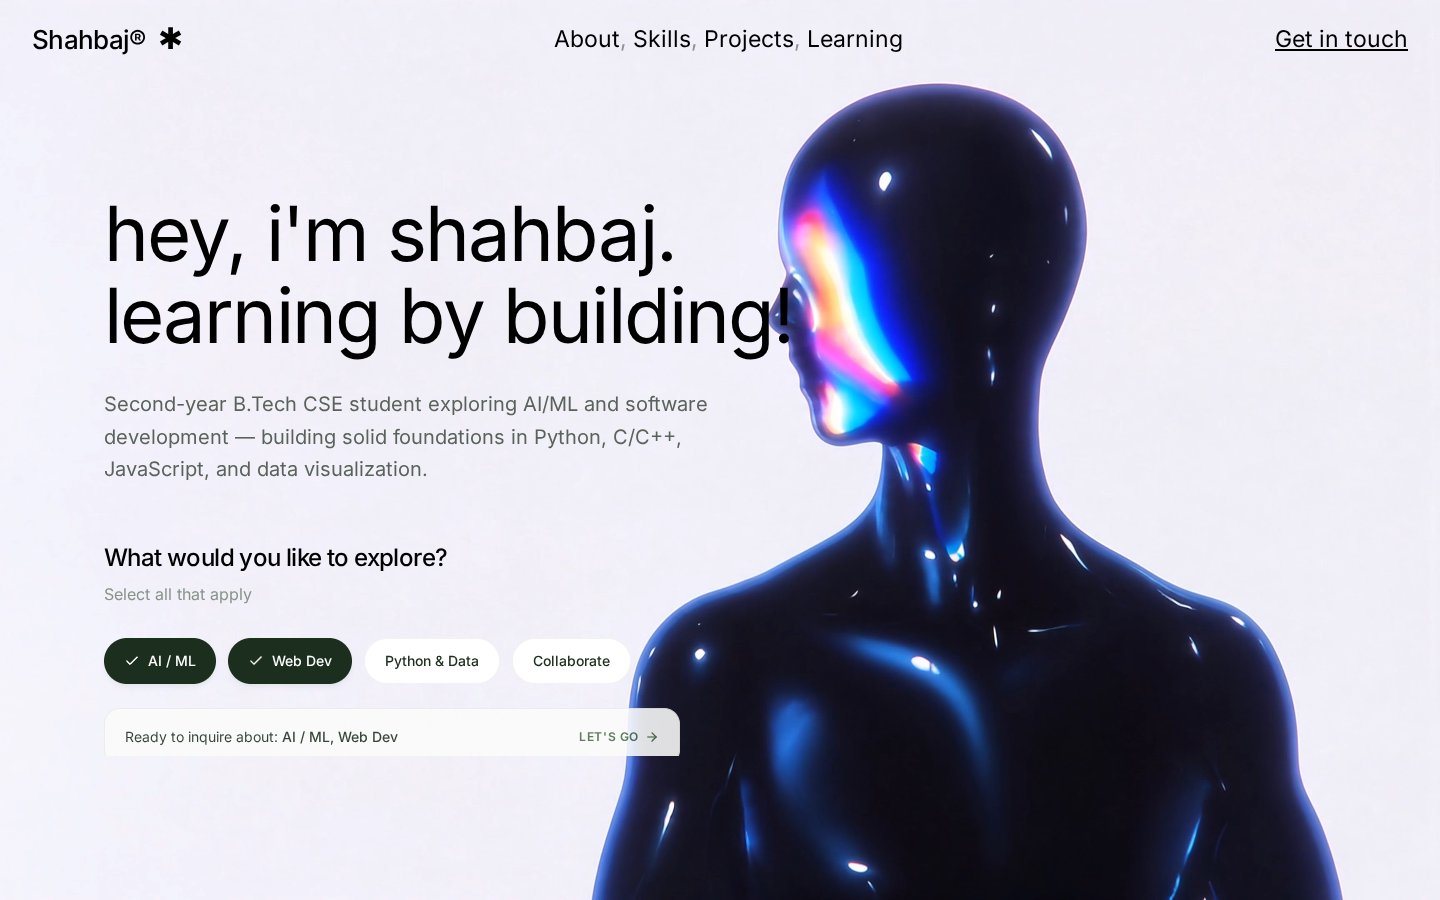 Shahbaj® ✱
About, Skills, Projects, Learning
Get in touch
hey, i'm shahbaj.
learning by building!
Second-year B.Tech CSE student exploring AI/ML and software
development — building solid foundations in Python, C/C++,
JavaScript, and data visualization.
What would you like to explore?
Select all that apply
AI / ML
Web Dev
Python & Data
Collaborate
Ready to inquire about: AI / ML, Web Dev
LET'S GO →